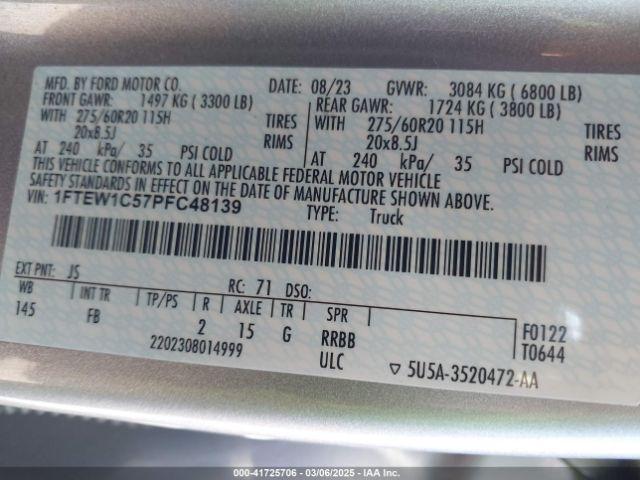 MFD. BY FORD MOTOR CO. DATE: 08/23 GVWR: 3084 KG ( 6800 LB)
FRONT GAWR: 1497 KG ( 3300 LB) REAR GAWR: 1724 KG ( 3800 LB)
WITH 275/60R20 115H TIRES WITH 275/60R20 115H TIRES
20x8.5J RIMS 20x8.5J RIMS
AT 240 kPa/ 35 PSI COLD AT 240 kPa/ 35 PSI COLD
THIS VEHICLE CONFORMS TO ALL APPLICABLE FEDERAL MOTOR VEHICLE
SAFETY STANDARDS IN EFFECT ON THE DATE OF MANUFACTURE SHOWN ABOVE.
VIN: 1FTEW1C57PFC48139 TYPE: Truck
EXT PNT: JS RC: 71 DSO:
WB INT TR TP/PS R AXLE TR SPR
145 FB 2 15 G RRBB F0122
2202308014999 ULC T0644
▽ 5U5A-3520472-AA
000-41725706 - 03/06/2025 - IAA Inc.